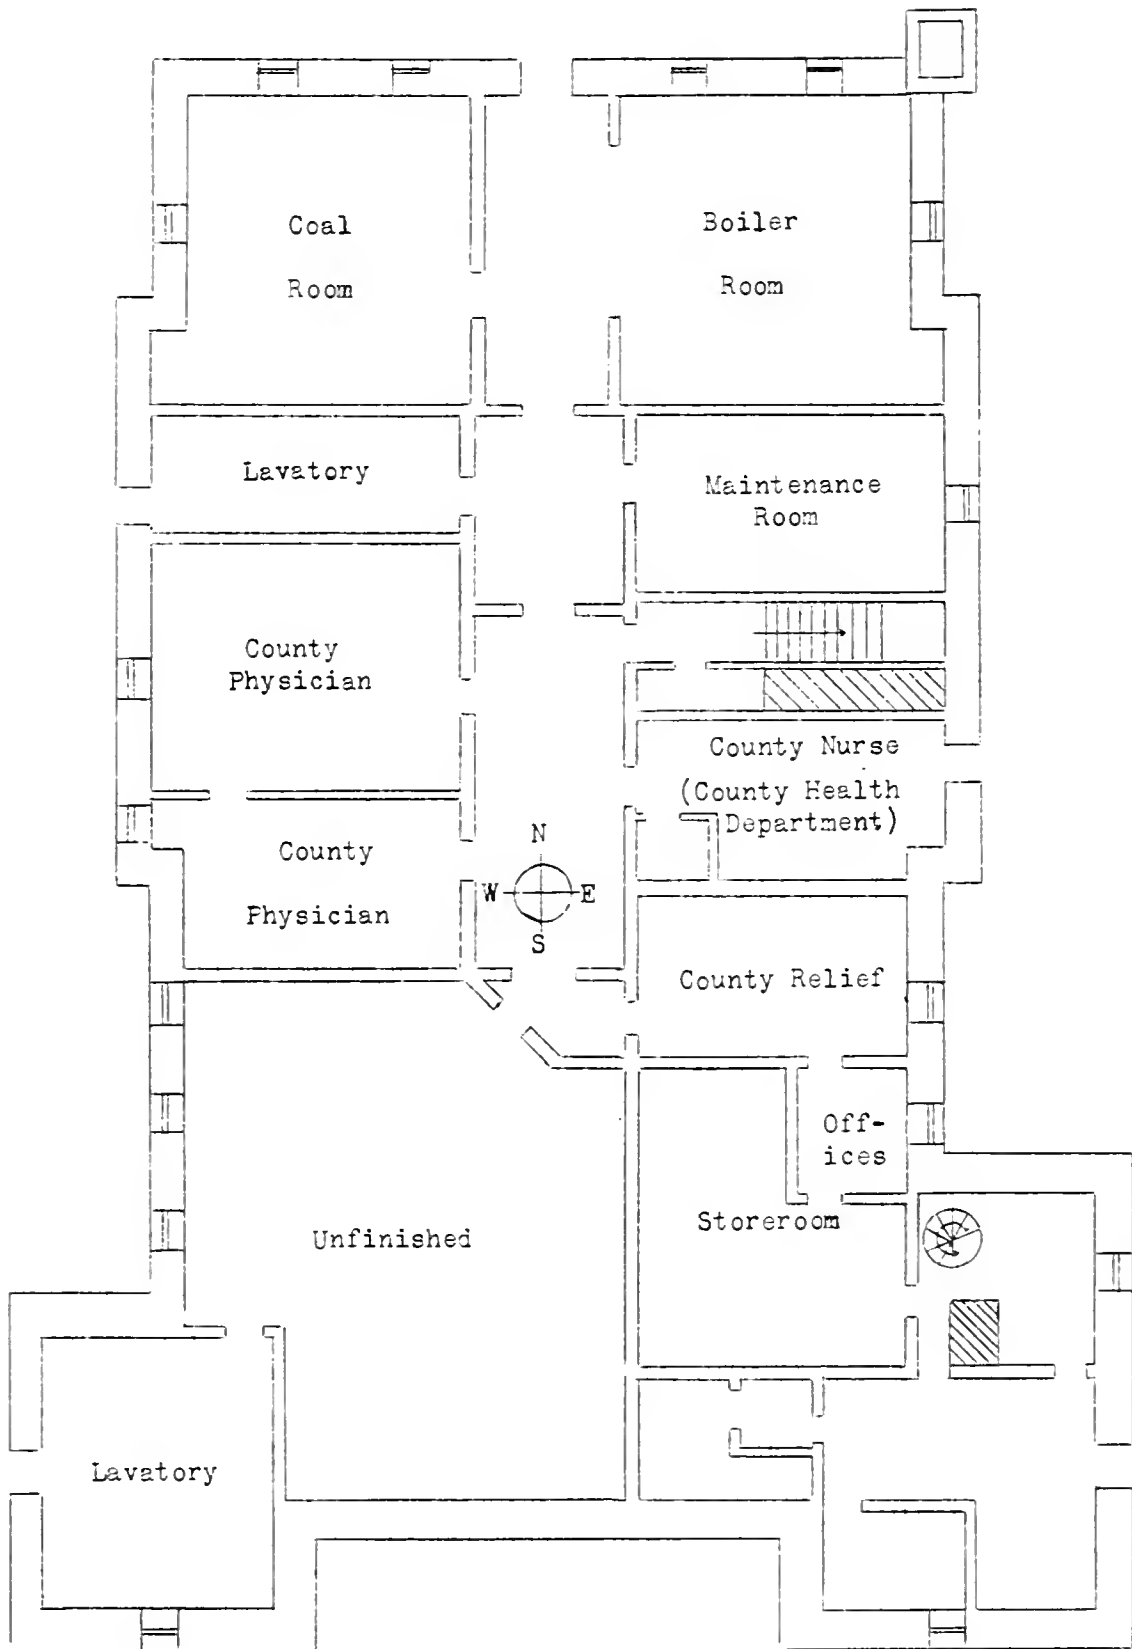 Coal
Room
Boiler
Room
Lavatory
Maintenance
Room
County
Physician
County Nurse
(County Health
Department)
County
Physician
N
W
E
S
County Relief
Off-
ices
Storeroom
Unfinished
Lavatory